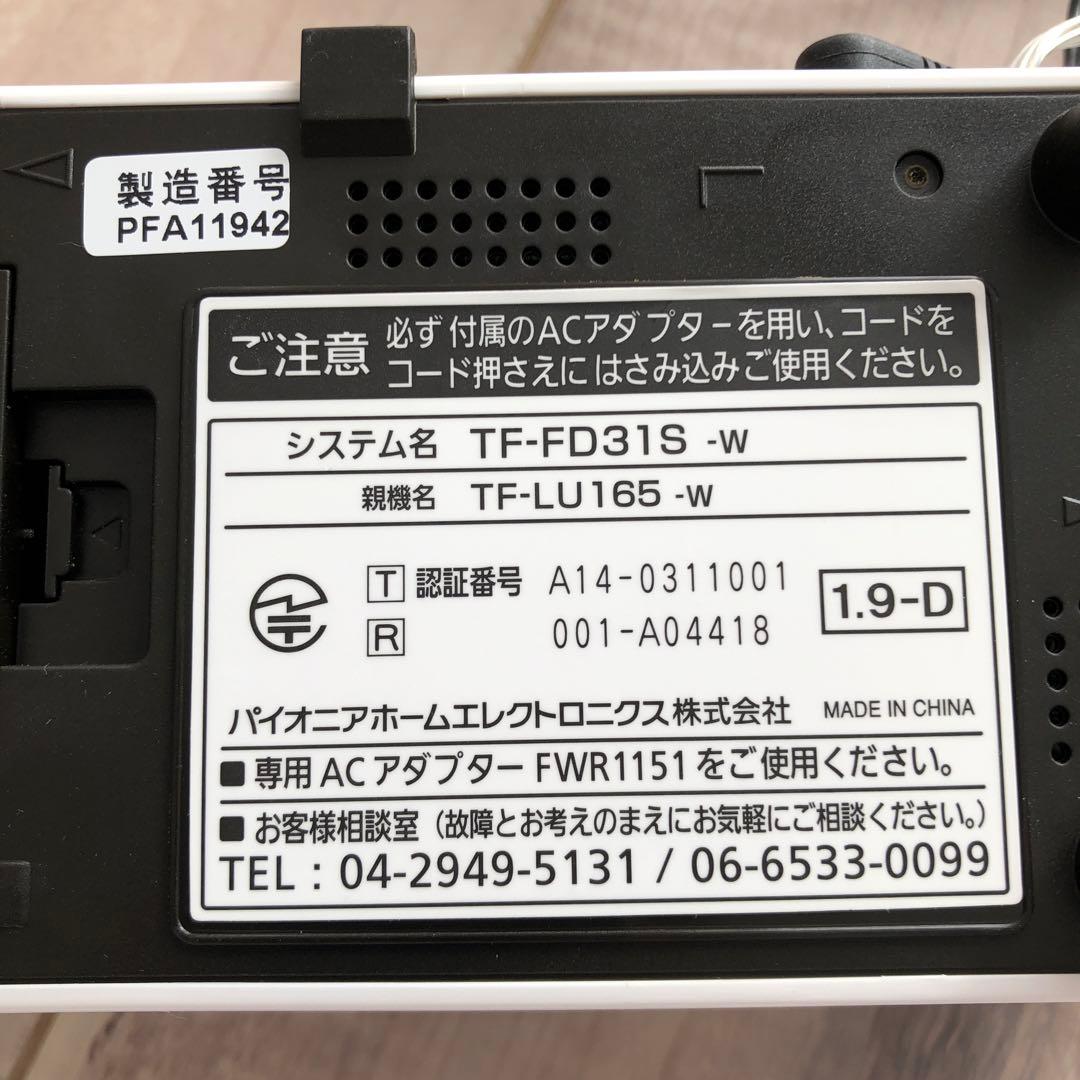 製造番号
PFA11942
ご注意 必ず付属のACアダプターを用い、コードを
コード押さえにはさみ込みご使用ください。
システム名 TF-FD31S -W
親機名 TF-LU165 -W
T 認証番号 A14-0311001
R 001-A04418
1.9-D
パイオニアホームエレクトロニクス株式会社 MADE IN CHINA
■専用ACアダプターFWR1151をご使用ください。
■お客様相談室（故障とお考えのまえにお気軽にご相談ください。）
TEL : 04-2949-5131 / 06-6533-0099